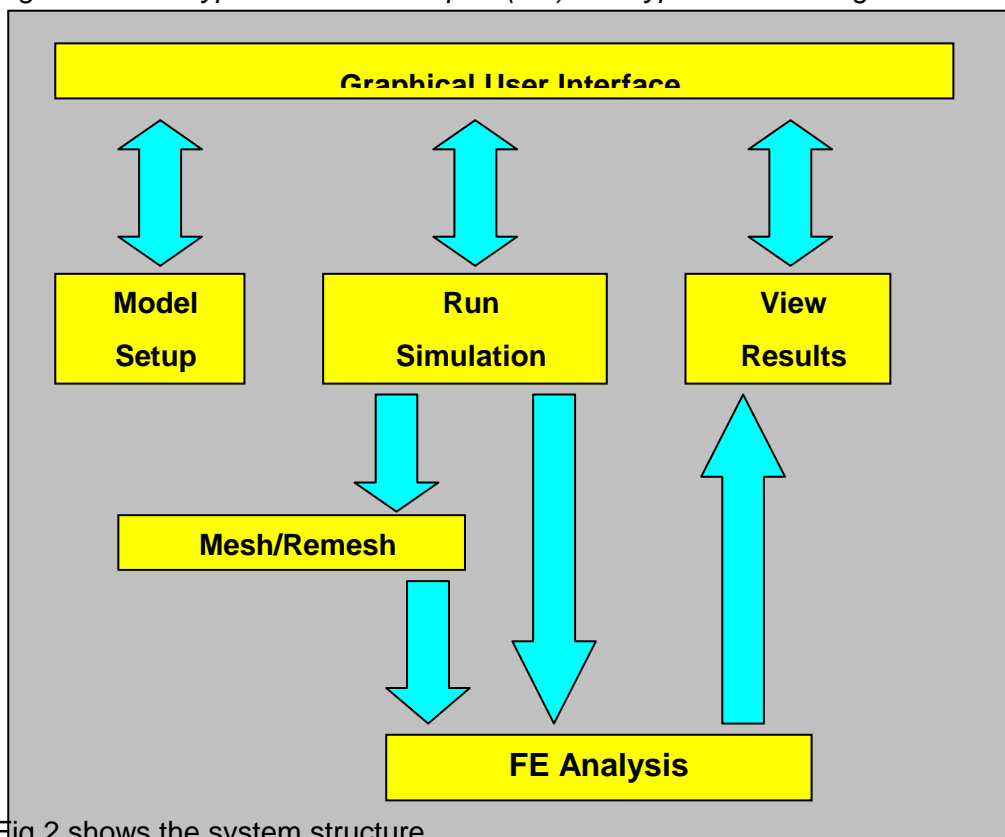 Graphical User Interface
Model
Setup
Run
Simulation
View
Results
Mesh/Remesh
FE Analysis
Fig.2 shows the system structure